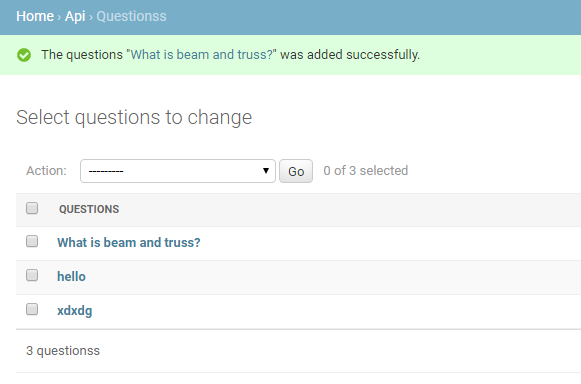 Home › Api › Questionss
The questions "What is beam and truss?" was added successfully.
Select questions to change
Action: --------- Go 0 of 3 selected
QUESTIONS
What is beam and truss?
hello
xdxdg
3 questionss